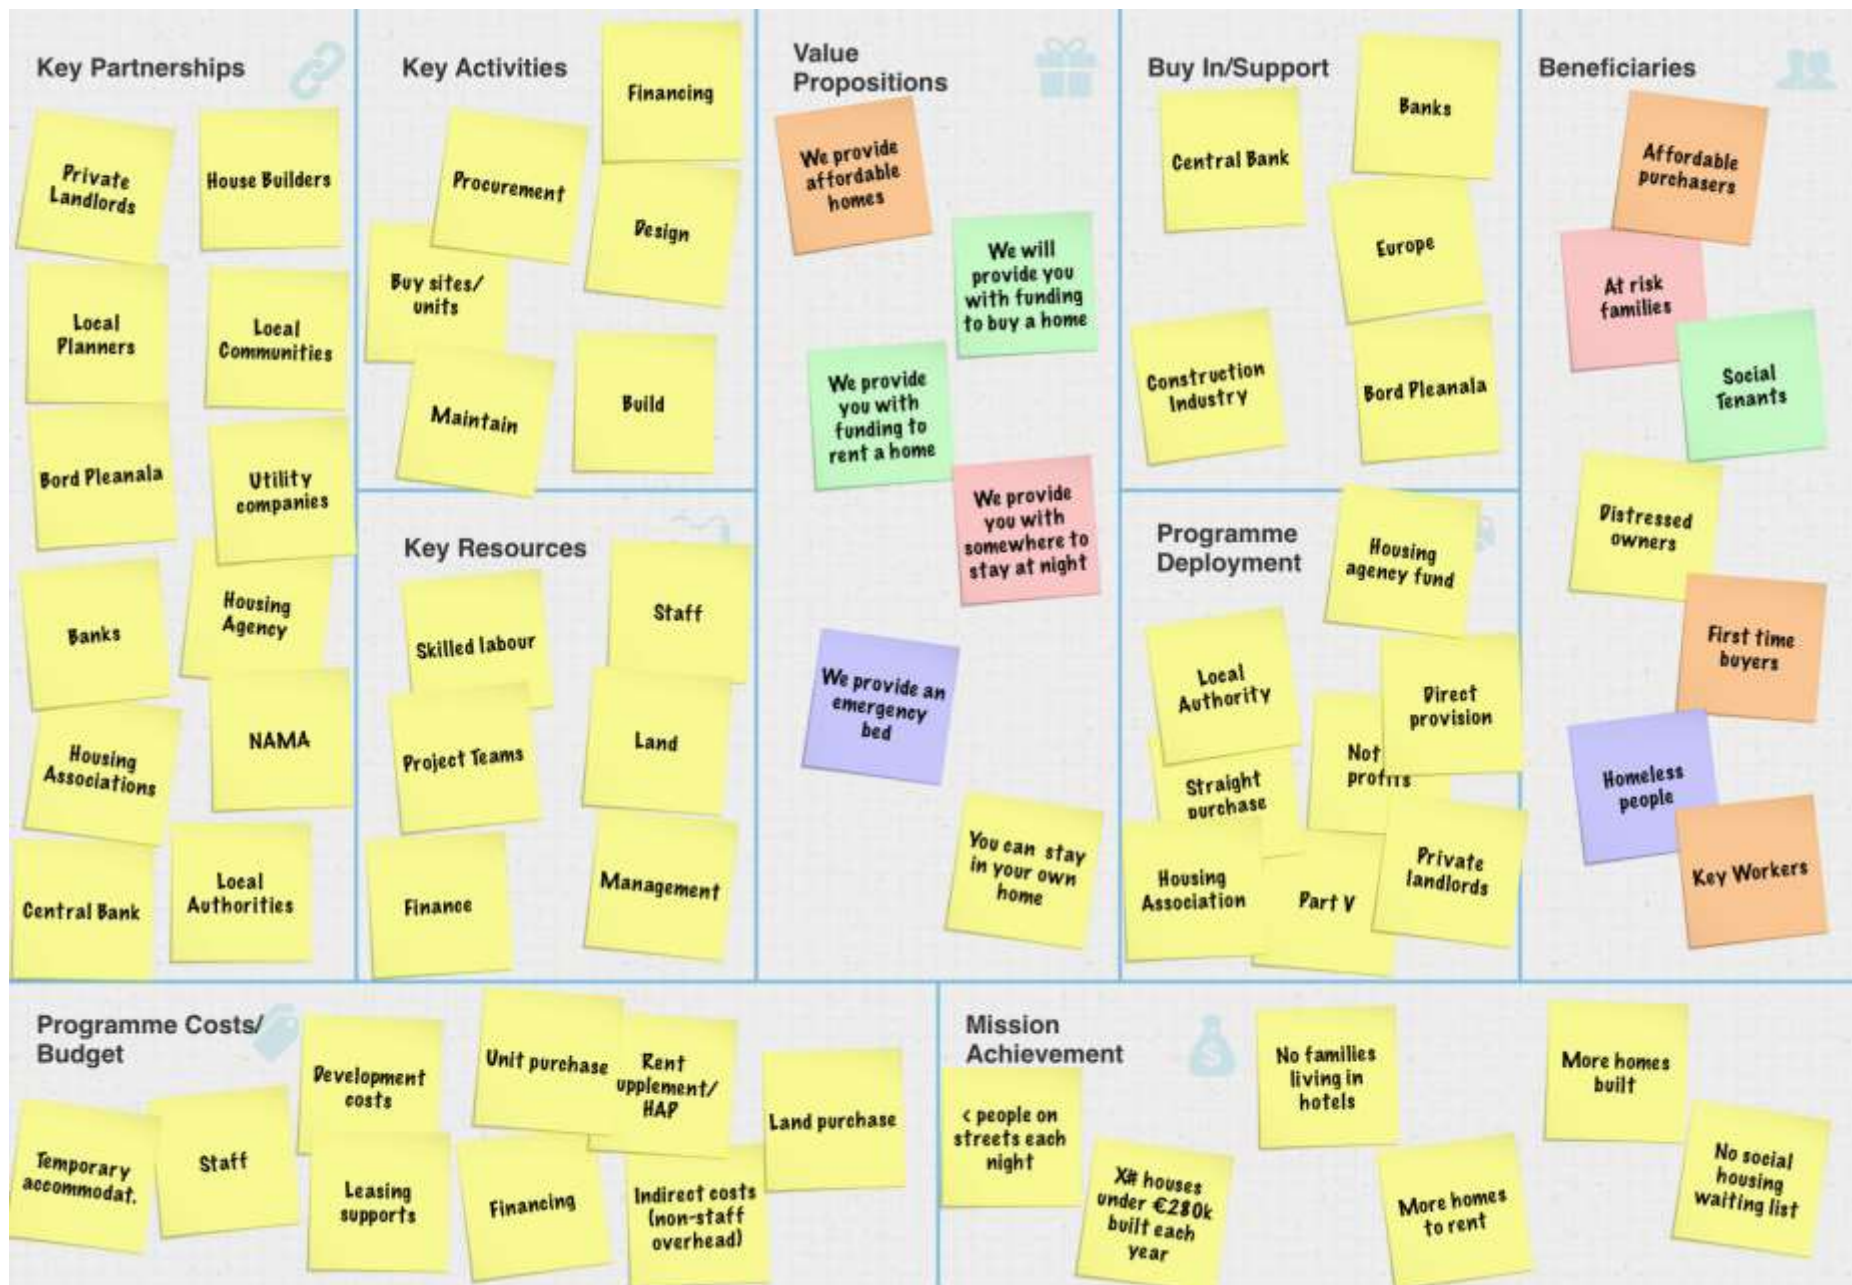 Key Partnerships
Private
Landlords
House Builders
Local
Planners
Local
Communities
Bord Pleanala
Utility
companies
Banks
Housing
Agency
Housing
Associations
NAMA
Central Bank
Local
Authorities
Key Activities
Financing
Procurement
Design
Buy sites/
units
Maintain
Build
Key Resources
Staff
Skilled labour
Land
Project Teams
Management
Finance
Value
Propositions
We provide
affordable
homes
We will
provide you
with funding
to buy a home
We provide
you with
funding to
rent a home
We provide
you with
somewhere to
stay at night
We provide an
emergency
bed
You can stay
in your own
home
Buy In/Support
Banks
Central Bank
Europe
Construction
Industry
Bord Pleanala
Programme
Deployment
Housing
agency fund
Local
Authority
Direct
provision
Not
profits
Straight
purchase
Private
landlords
Housing
Association
Part V
Beneficiaries
Affordable
purchasers
At risk
families
Social
Tenants
Distressed
owners
First time
buyers
Homeless
people
Key Workers
Programme Costs/
Budget
Development
costs
Unit purchase
Rent
upplement/
HAP
Land purchase
Temporary
accommodat.
Staff
Leasing
supports
Financing
Indirect costs
(non-staff
overhead)
Mission
Achievement
< people on
streets each
night
X# houses
under €280k
built each
year
No families
living in
hotels
More homes
to rent
More homes
built
No social
housing
waiting list